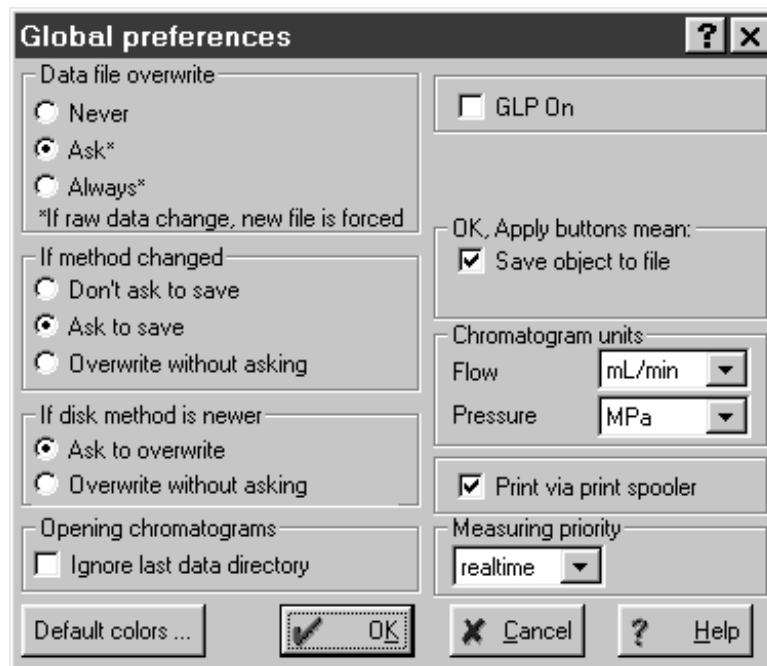 Global preferences
Data file overwrite
Never
Ask*
Always*
*If raw data change, new file is forced
If method changed
Don't ask to save
Ask to save
Overwrite without asking
If disk method is newer
Ask to overwrite
Overwrite without asking
Opening chromatograms
Ignore last data directory
GLP On
OK, Apply buttons mean:
Save object to file
Chromatogram units
Flow mL/min
Pressure MPa
Print via print spooler
Measuring priority
realtime
Default colors ... OK Cancel ? Help